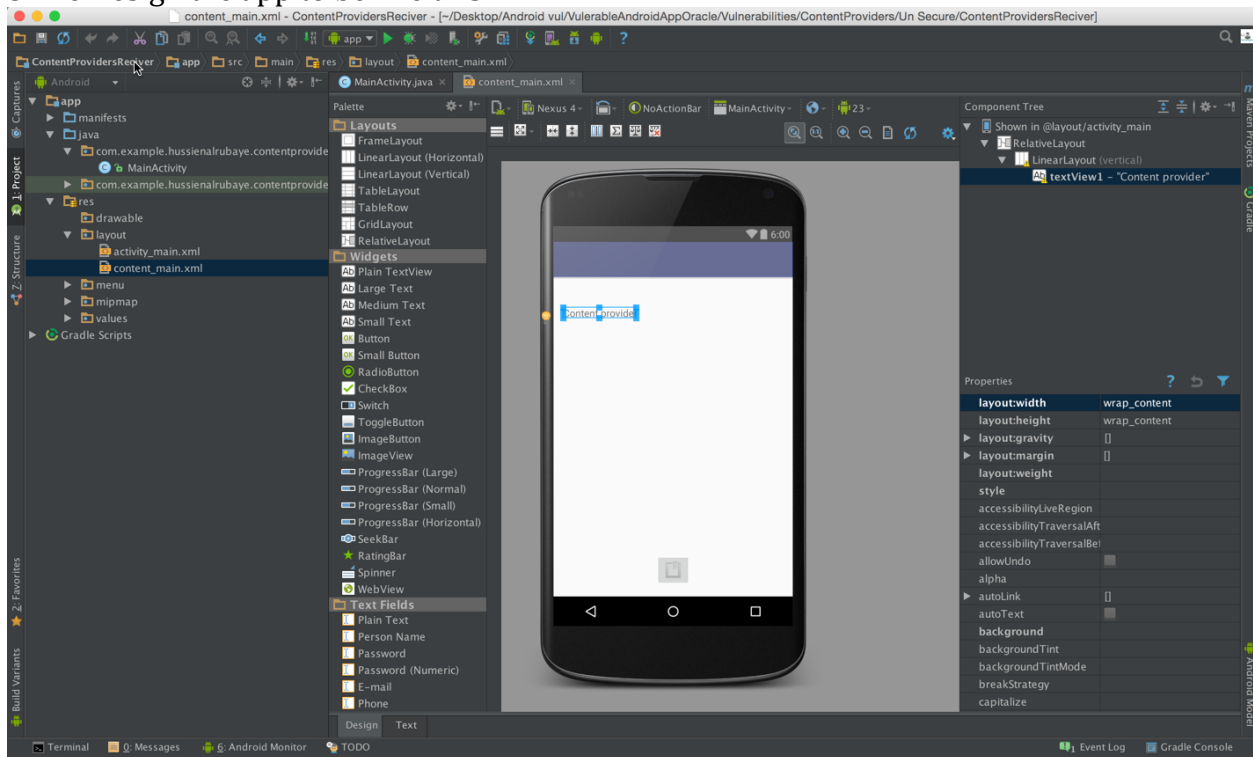 content_main.xml - ContentProvidersReciver - [~/Desktop/Android vul/VulerableAndroidAppOracle/Vulnerabilities/ContentProviders/Un Secure/ContentProvidersReciver]
app
?
ContentProvidersReciver app src main res layout content_main.xml
Android
MainActivity.java content_main.xml
app
manifests
java
com.example.hussienalrubaye.contentprovide
MainActivity
com.example.hussienalrubaye.contentprovide
res
drawable
layout
activity_main.xml
content_main.xml
menu
mipmap
values
Gradle Scripts
Captures
1: Project
Z: Structure
2: Favorites
Build Variants
Palette
Layouts
FrameLayout
LinearLayout (Horizontal)
LinearLayout (Vertical)
TableLayout
TableRow
GridLayout
RelativeLayout
Widgets
Ab Plain TextView
Ab Large Text
Ab Medium Text
Ab Small Text
OK Button
OK Small Button
RadioButton
CheckBox
Switch
ToggleButton
ImageButton
ImageView
ProgressBar (Large)
ProgressBar (Normal)
ProgressBar (Small)
ProgressBar (Horizontal)
SeekBar
RatingBar
Spinner
WebView
Text Fields
Plain Text
Person Name
Password
Password (Numeric)
E-mail
Phone
Nexus 4 NoActionBar MainActivity 23
6:00
Content provide
Design Text
Component Tree
Shown in @layout/activity_main
RelativeLayout
LinearLayout (vertical)
Ab textView1 - "Content provider"
Properties ?
layout:width wrap_content
layout:height wrap_content
layout:gravity []
layout:margin []
layout:weight
style
accessibilityLiveRegion
accessibilityTraversalAft
accessibilityTraversalBef
allowUndo
alpha
autoLink []
autoText
background
backgroundTint
backgroundTintMode
breakStrategy
capitalize
Gradle
Android Model
Terminal 0: Messages 6: Android Monitor TODO
1 Event Log Gradle Console